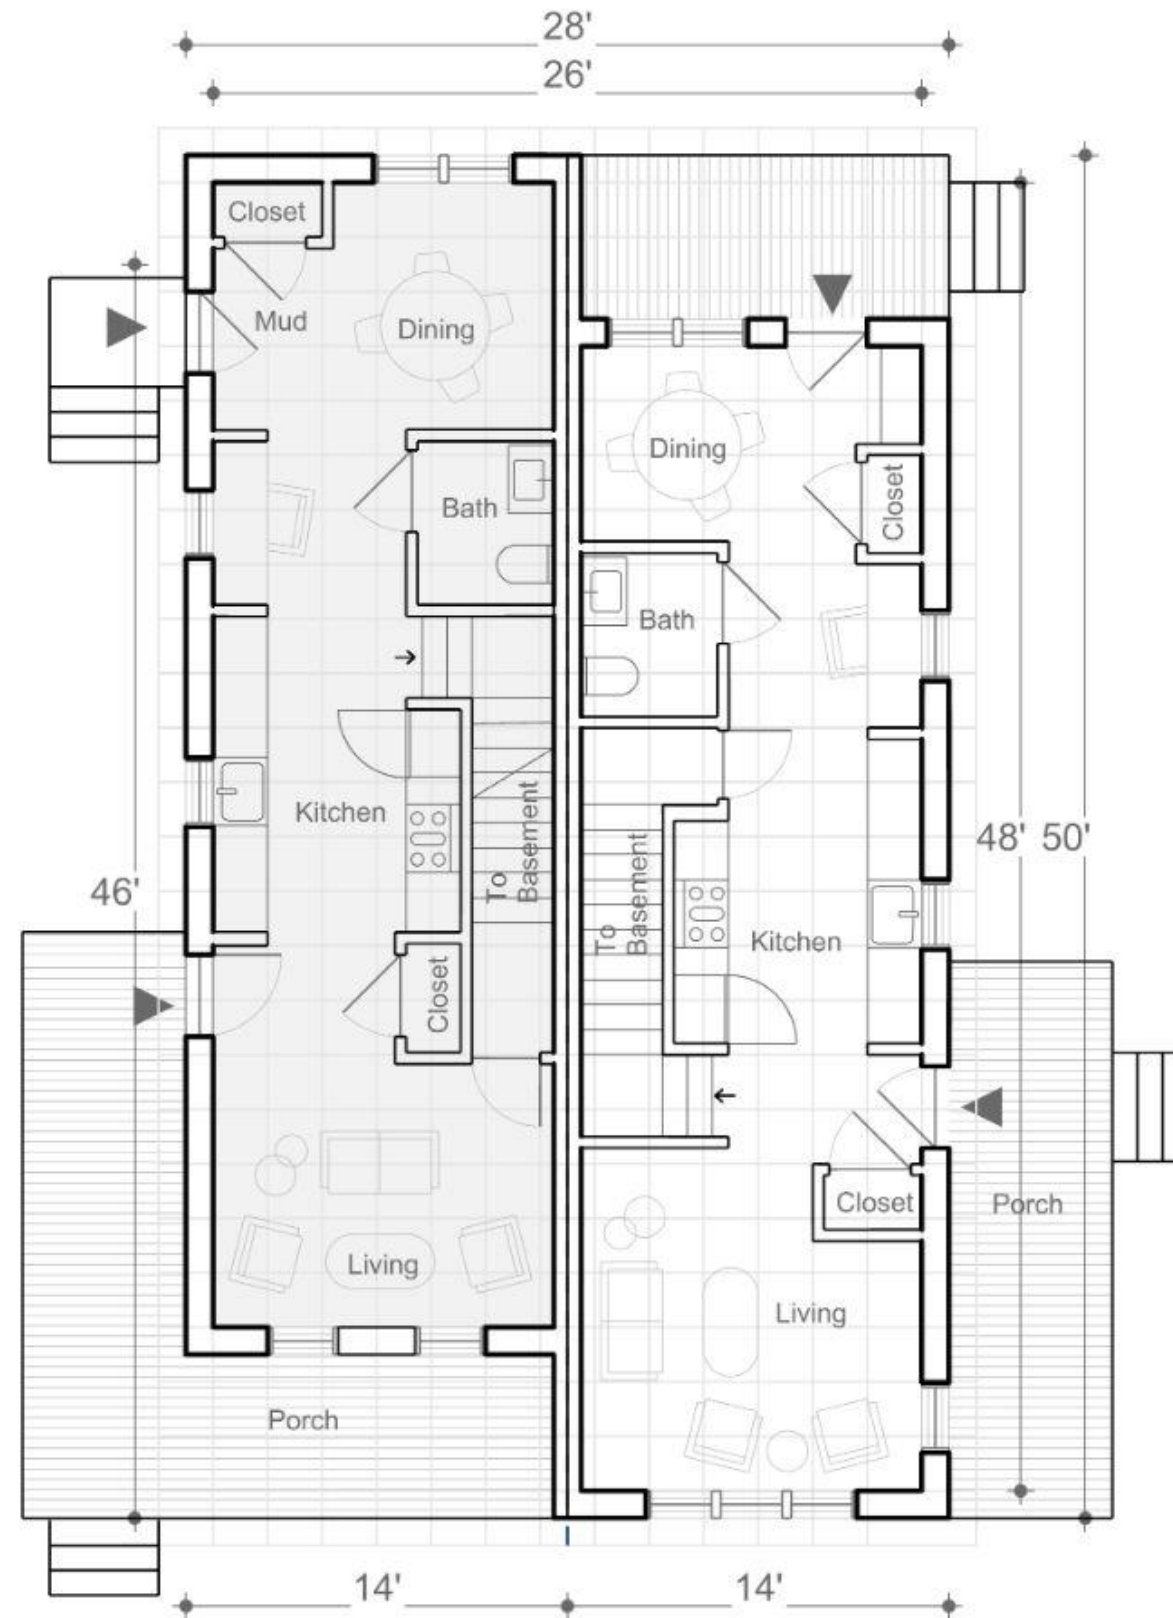 28'
26'
Closet
Mud
Dining
Dining
Closet
Bath
Bath
Kitchen
To
Basement
To
Basement
48'
50'
46'
Kitchen
Closet
Closet
Porch
Living
Living
Porch
14'
14'